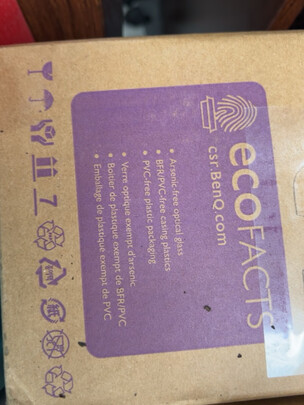 ecoFACTS
csr.BenQ.com
• Arsenic-free optical glass
• BFR/PVC-free casing plastics
• PVC-free plastic packaging
• Verre optique exempt d'arsenic
• Boitier de plastique exempt de BFR/PVC
• Emballage de plastique exempt de PVC